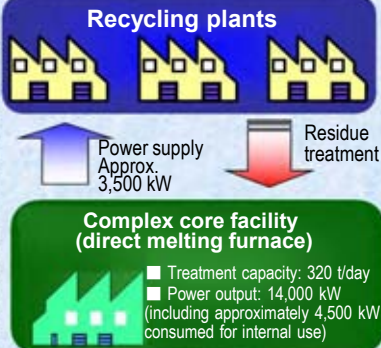 Recycling plants
Power supply
Approx.
3,500 kW
Residue
treatment
Complex core facility
(direct melting furnace)
■ Treatment capacity: 320 t/day
■ Power output: 14,000 kW
(including approximately 4,500 kW
consumed for internal use)